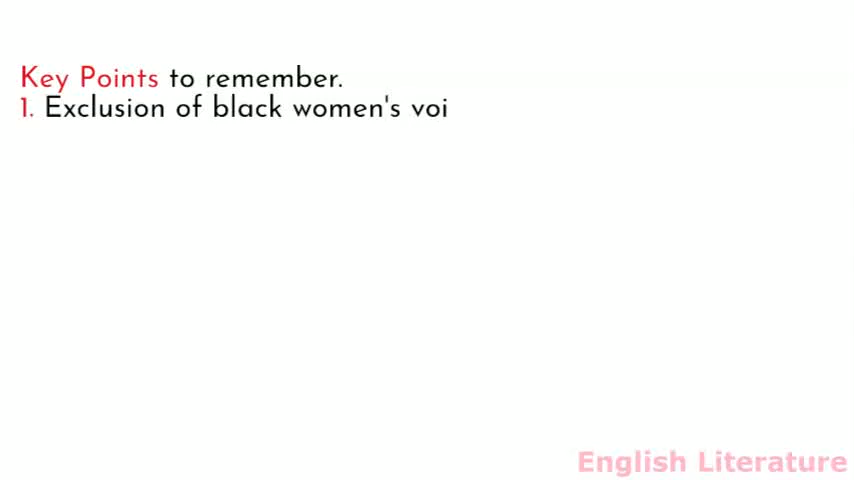 Key Points to remember.
1. Exclusion of black women's voi
English Literature